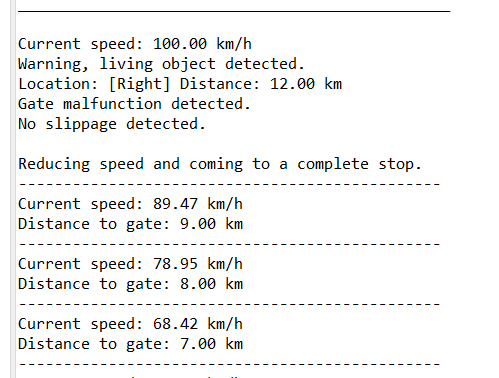 Current speed: 100.00 km/h
Warning, living object detected.
Location: [Right] Distance: 12.00 km
Gate malfunction detected.
No slippage detected.
Reducing speed and coming to a complete stop.
-----------------------------------------------
Current speed: 89.47 km/h
Distance to gate: 9.00 km
-----------------------------------------------
Current speed: 78.95 km/h
Distance to gate: 8.00 km
-----------------------------------------------
Current speed: 68.42 km/h
Distance to gate: 7.00 km
-----------------------------------------------